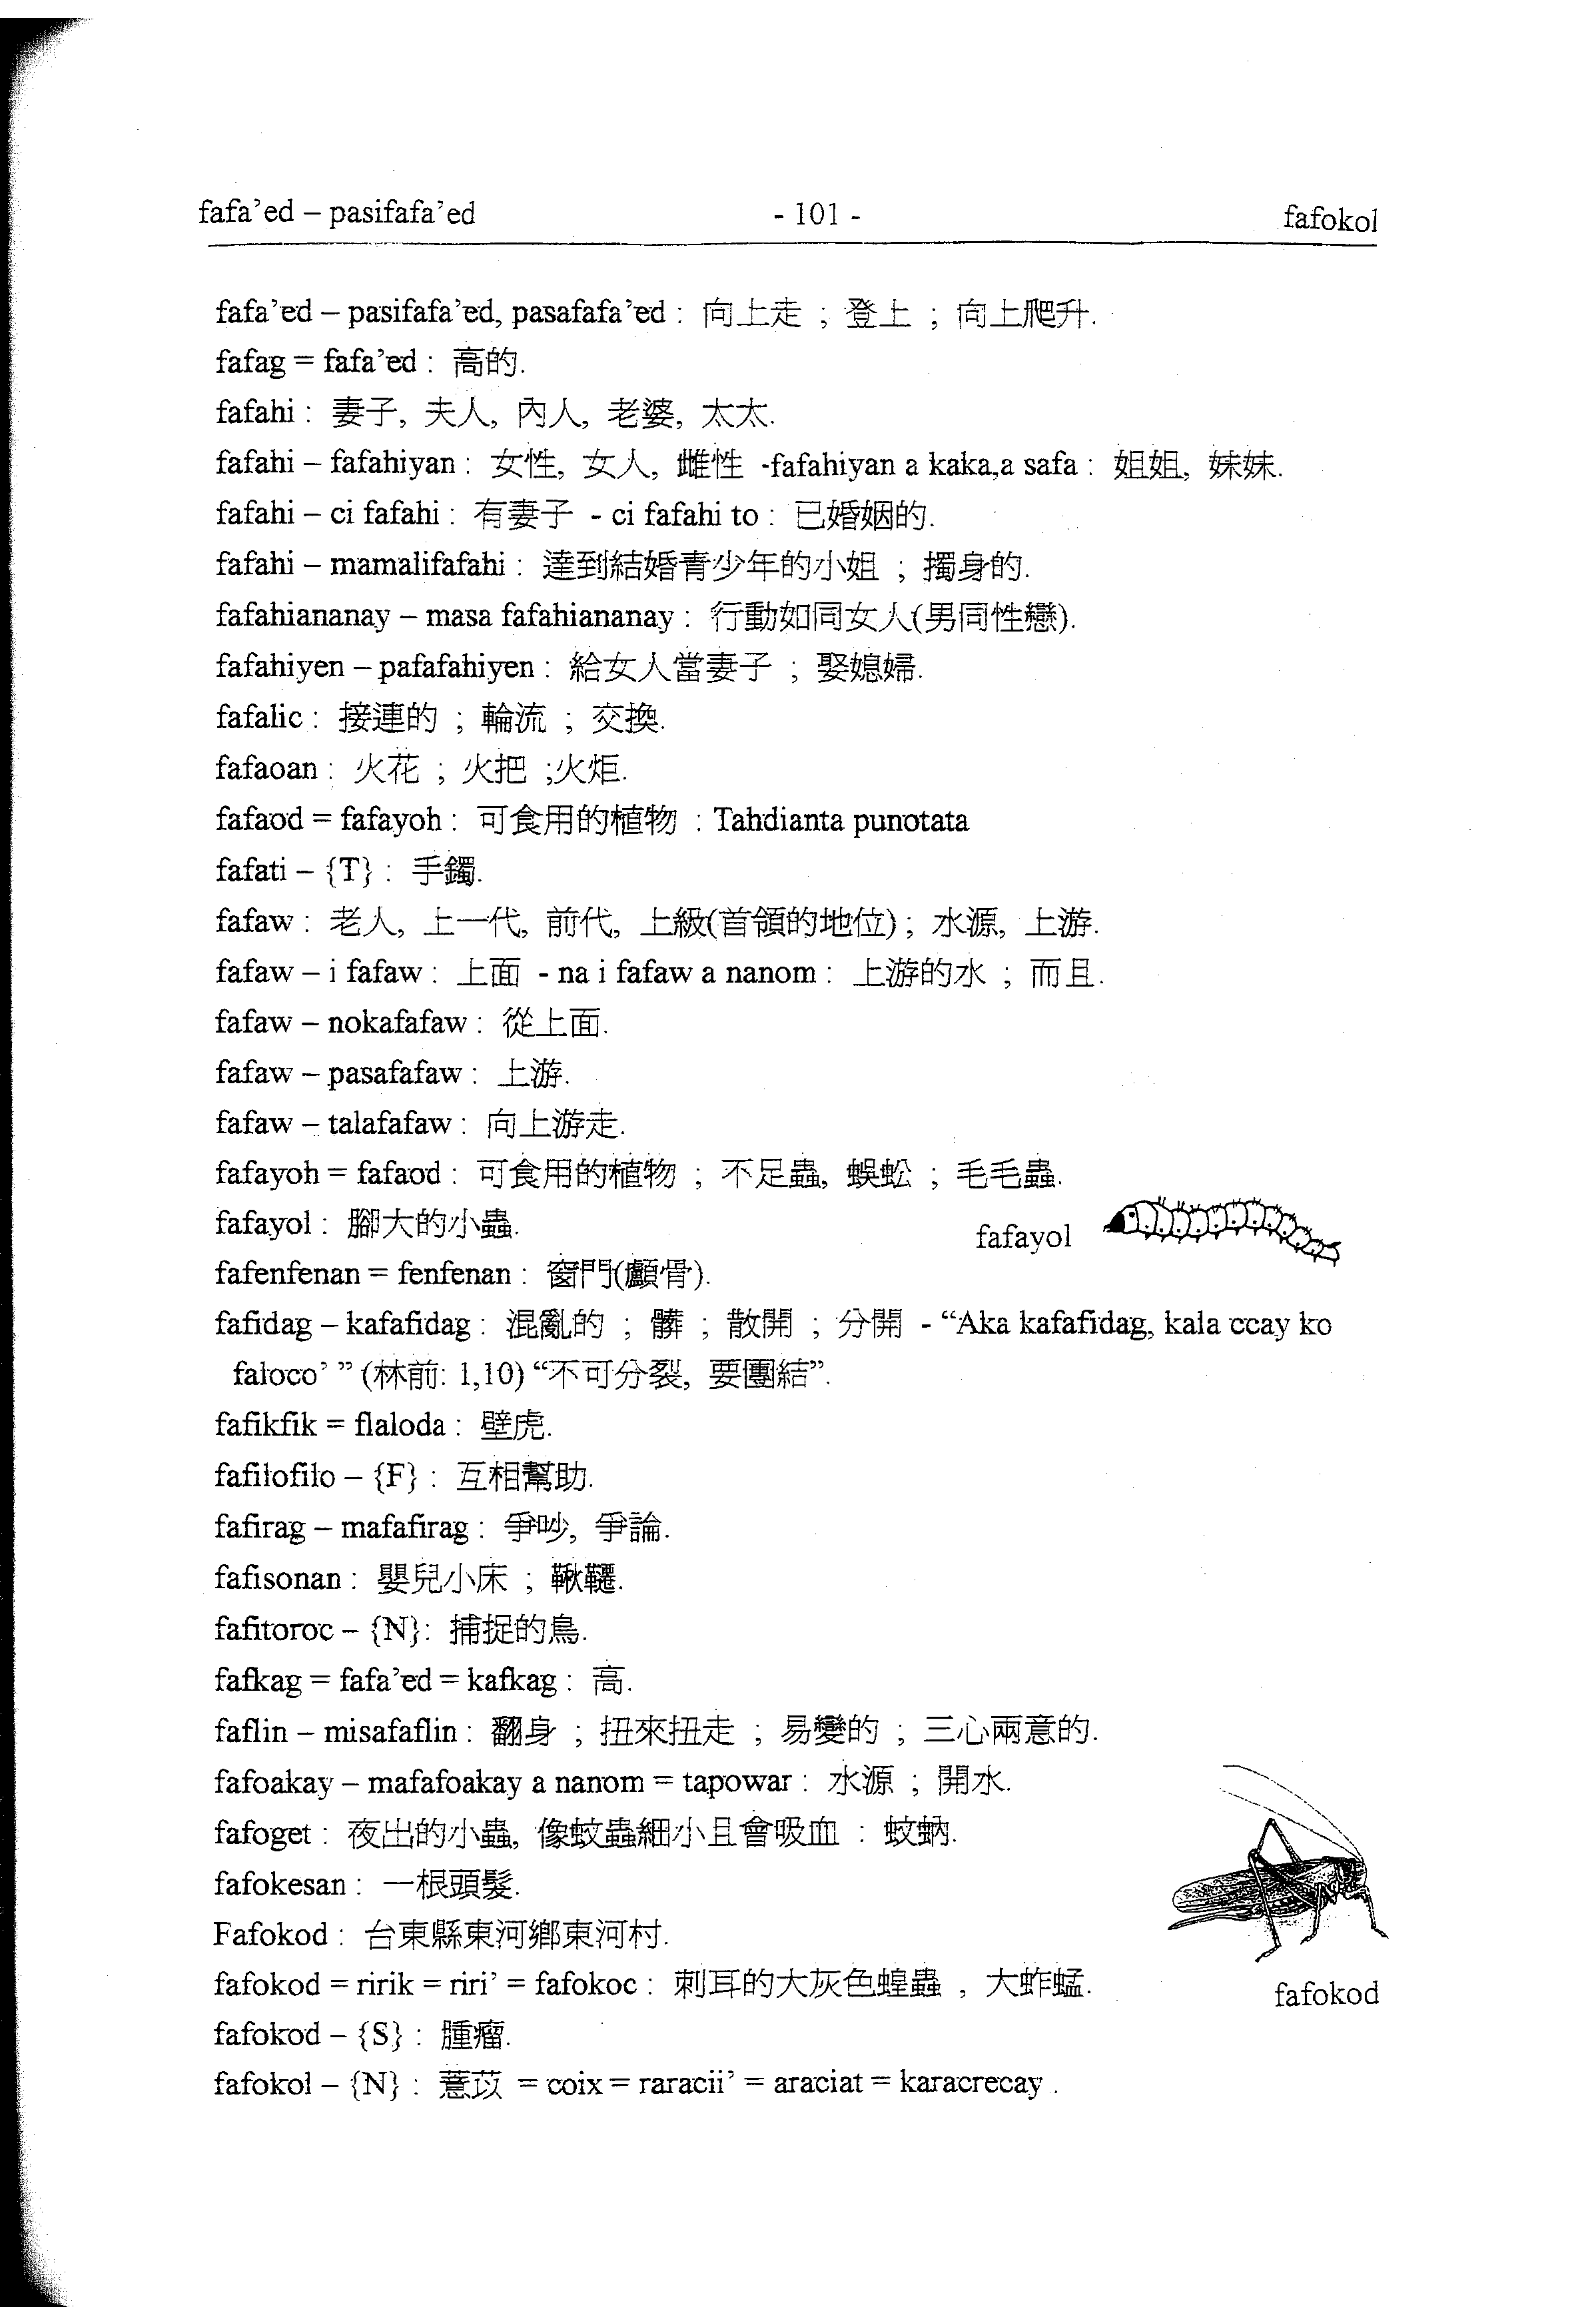 fafa’ed – pasifafa’ed - 101 - fafokol
fafa’ed – pasifafa’ed, pasafafa’ed : 向上走 ; 登上 ; 向上爬升.
fafag = fafa’ed : 高的.
fafahi : 妻子, 夫人, 內人, 老婆, 太太.
fafahi – fafahiyan : 女性, 女人, 雌性 -fafahiyan a kaka,a safa : 姐姐, 妹妹.
fafahi – ci fafahi : 有妻子 - ci fafahi to : 已婚姻的.
fafahi – mamalifafahi : 達到結婚青少年的小姐 ; 獨身的.
fafahiananay – masa fafahiananay : 行動如同女人(男同性戀).
fafahiyen – pafafahiyen : 給女人當妻子 ; 娶媳婦.
fafalic : 接連的 ; 輪流 ; 交換.
fafaoan : 火花 ; 火把 ;火炬.
fafaod = fafayoh : 可食用的植物 : Tahdianta punotata
fafati – {T} : 手鐲.
fafaw : 老人, 上一代, 前代, 上級(首領的地位) ; 水源, 上游.
fafaw – i fafaw : 上面 - na i fafaw a nanom : 上游的水 ; 而且.
fafaw – nokafafaw : 從上面.
fafaw – pasafafaw : 上游.
fafaw – talafafaw : 向上游走.
fafayoh = fafaod : 可食用的植物 ; 不足蟲, 蜈蚣 ; 毛毛蟲.
fafayol : 腳大的小蟲.
fafayol
fafenfenan = fenfenan : 窗門(顱骨).
fafidag – kafafidag : 混亂的 ; 髒 ; 散開 ; 分開 - “Aka kafafidag, kala ccay ko
faloco’ ” (林前: 1,10) “不可分裂, 要團結”.
fafikfik = flaloda : 壁虎.
fafilofilo – {F} : 互相幫助.
fafirag – mafafirag : 爭吵, 爭論.
fafisonan : 嬰兒小床 ; 鞦韆.
fafitoroc – {N}: 捕捉的鳥.
fafkag = fafa’ed = kafkag : 高.
faflin – misafaflin : 翻身 ; 扭來扭走 ; 易變的 ; 三心兩意的.
fafoakay – mafafoakay a nanom = tapowar : 水源 ; 開水.
fafoget : 夜出的小蟲, 像蚊蟲細小且會吸血 : 蚊蚋.
fafokesan : 一根頭髮.
Fafokod : 台東縣東河鄉東河村.
fafokod = ririk = riri’ = fafokoc : 刺耳的大灰色蝗蟲 , 大蚱蜢.
fafokod
fafokod – {S} : 腫瘤.
fafokol – {N} : 薏苡 = coix = raracii’ = araciat = karacrecay .